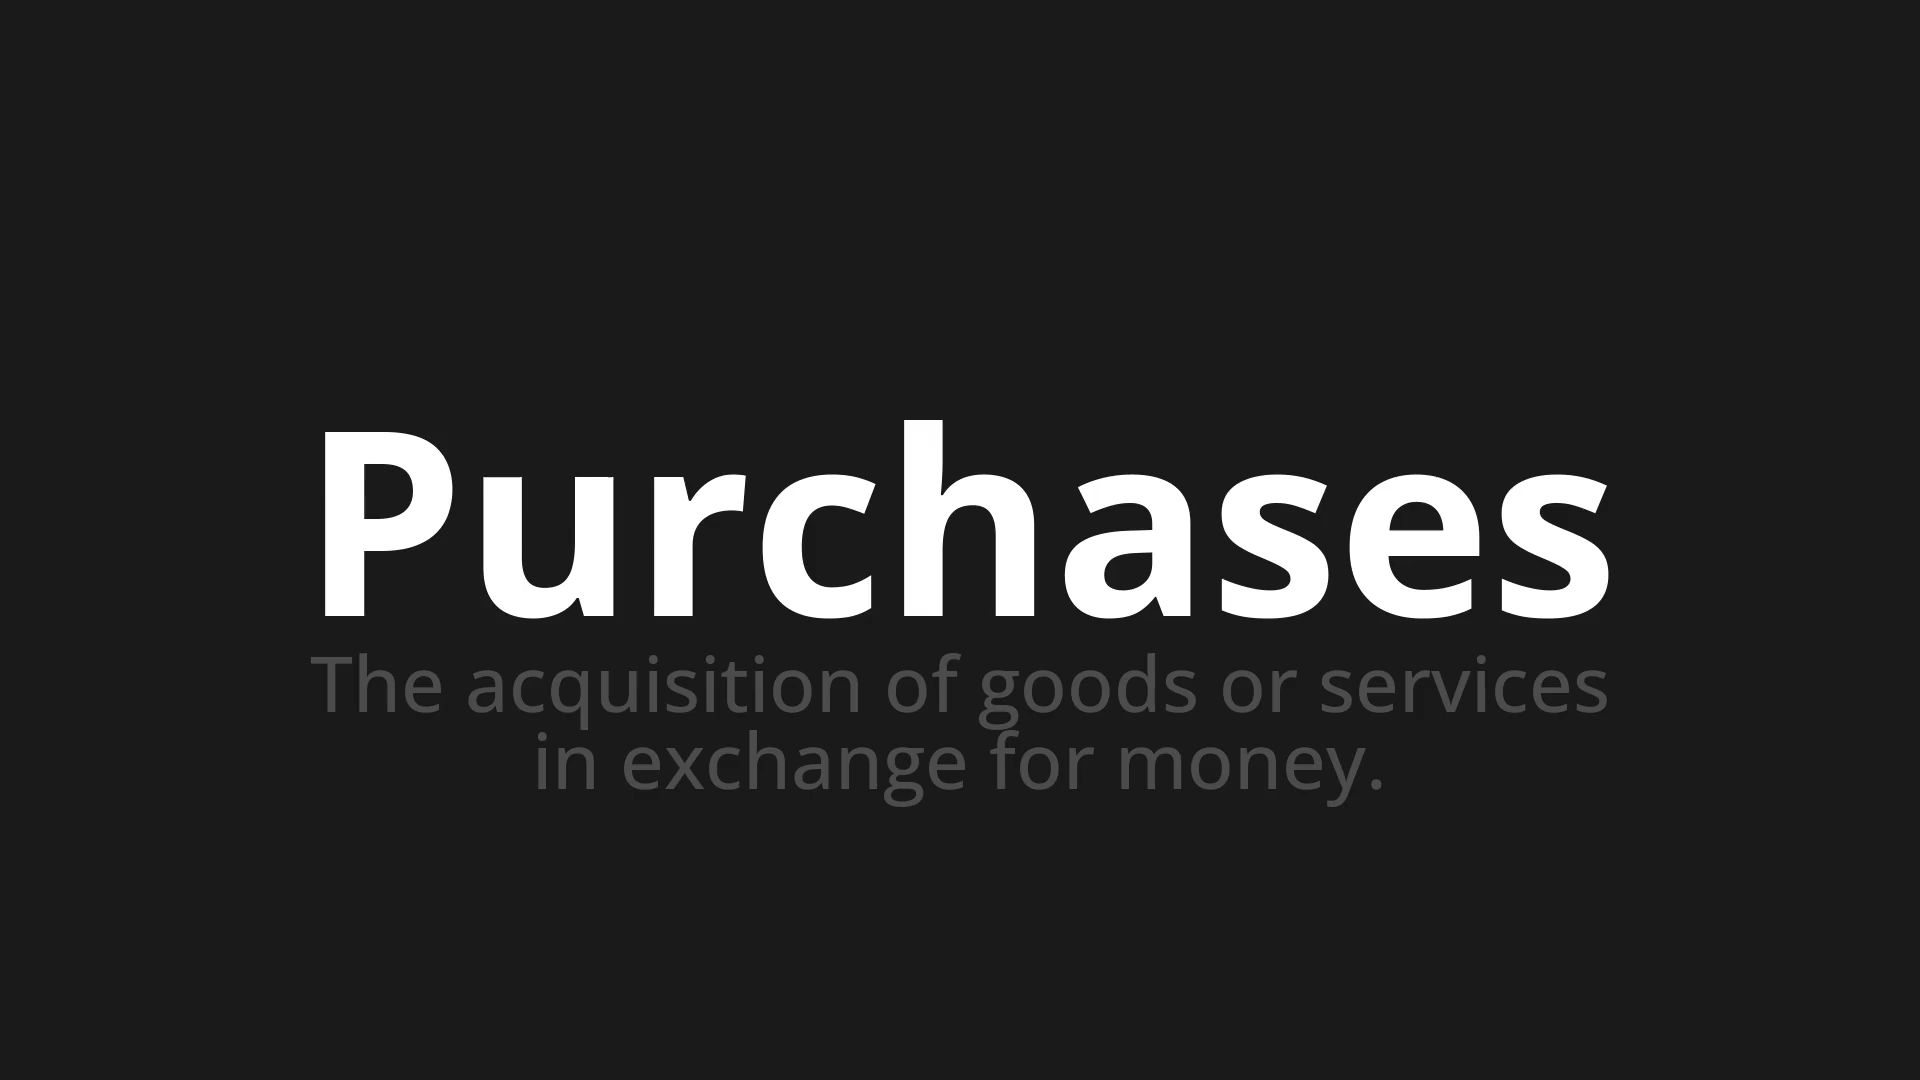 Purchases
The acquisition of goods or services
in exchange for money.